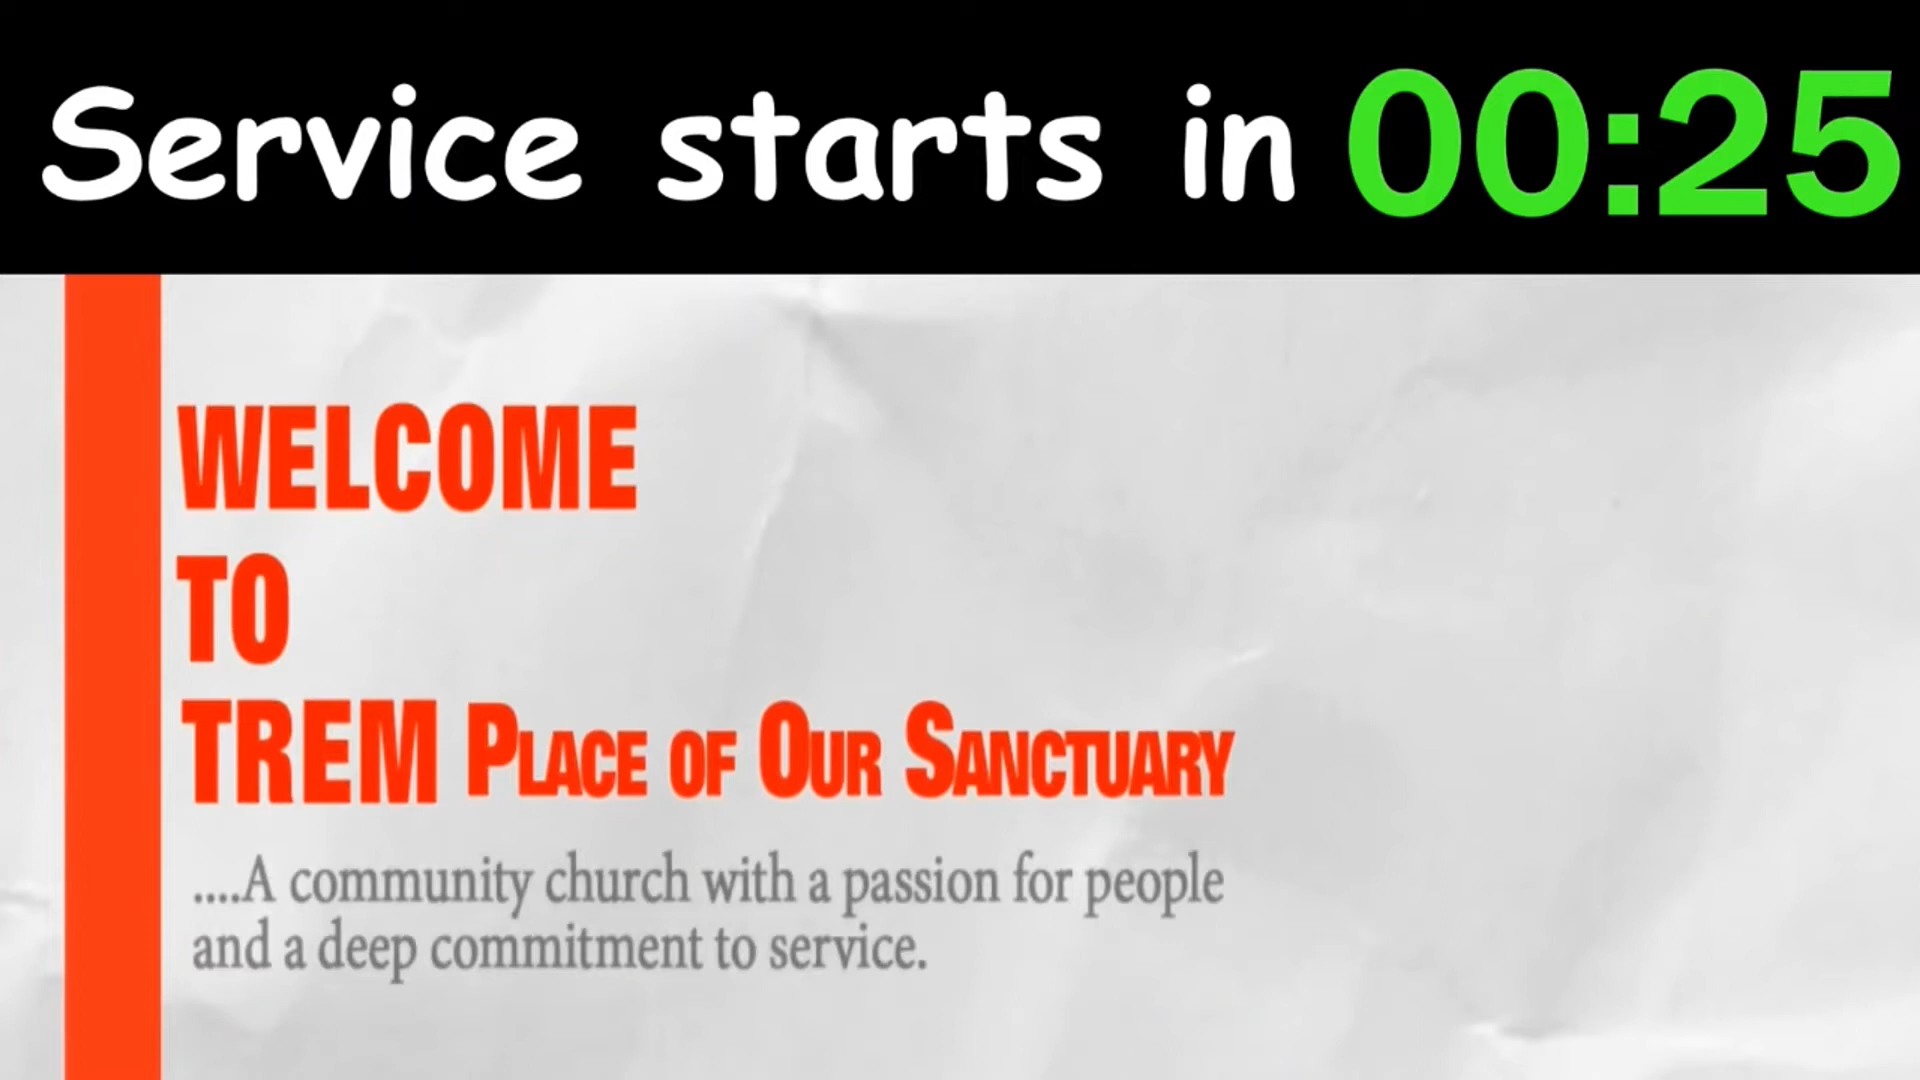 Service starts in 00:25
WELCOME
TO
TREM PLACE OF OUR SANCTUARY
....A community church with a passion for people
and a deep commitment to service.